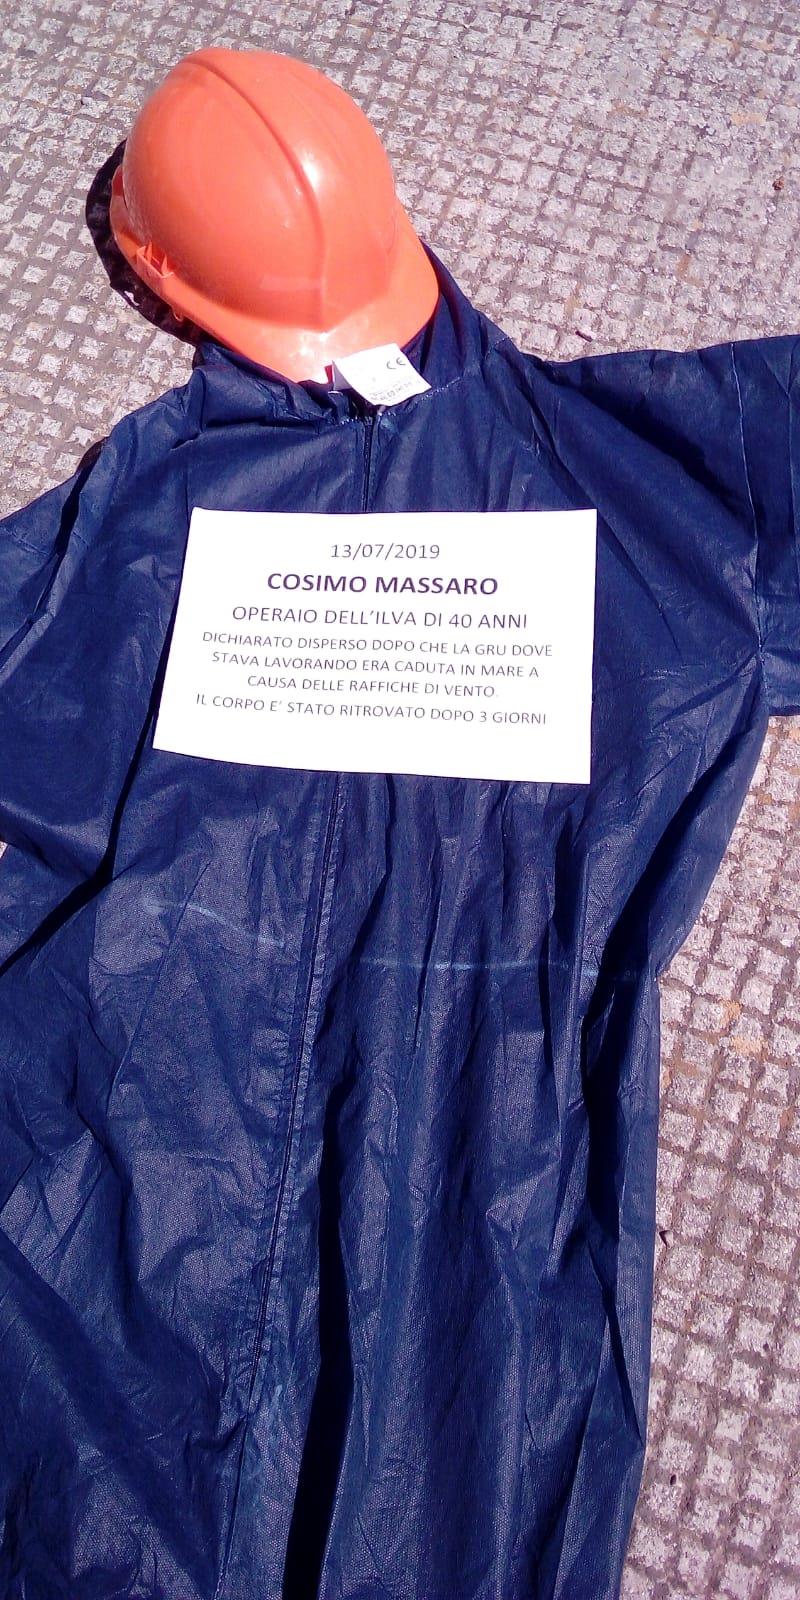 CE
13/07/2019
COSIMO MASSARO
OPERAIO DELL'ILVA DI 40 ANNI
DICHIARATO DISPERSO DOPO CHE LA GRU DOVE
STAVA LAVORANDO ERA CADUTA IN MARE A
CAUSA DELLE RAFFICHE DI VENTO.
IL CORPO E' STATO RITROVATO DOPO 3 GIORNI